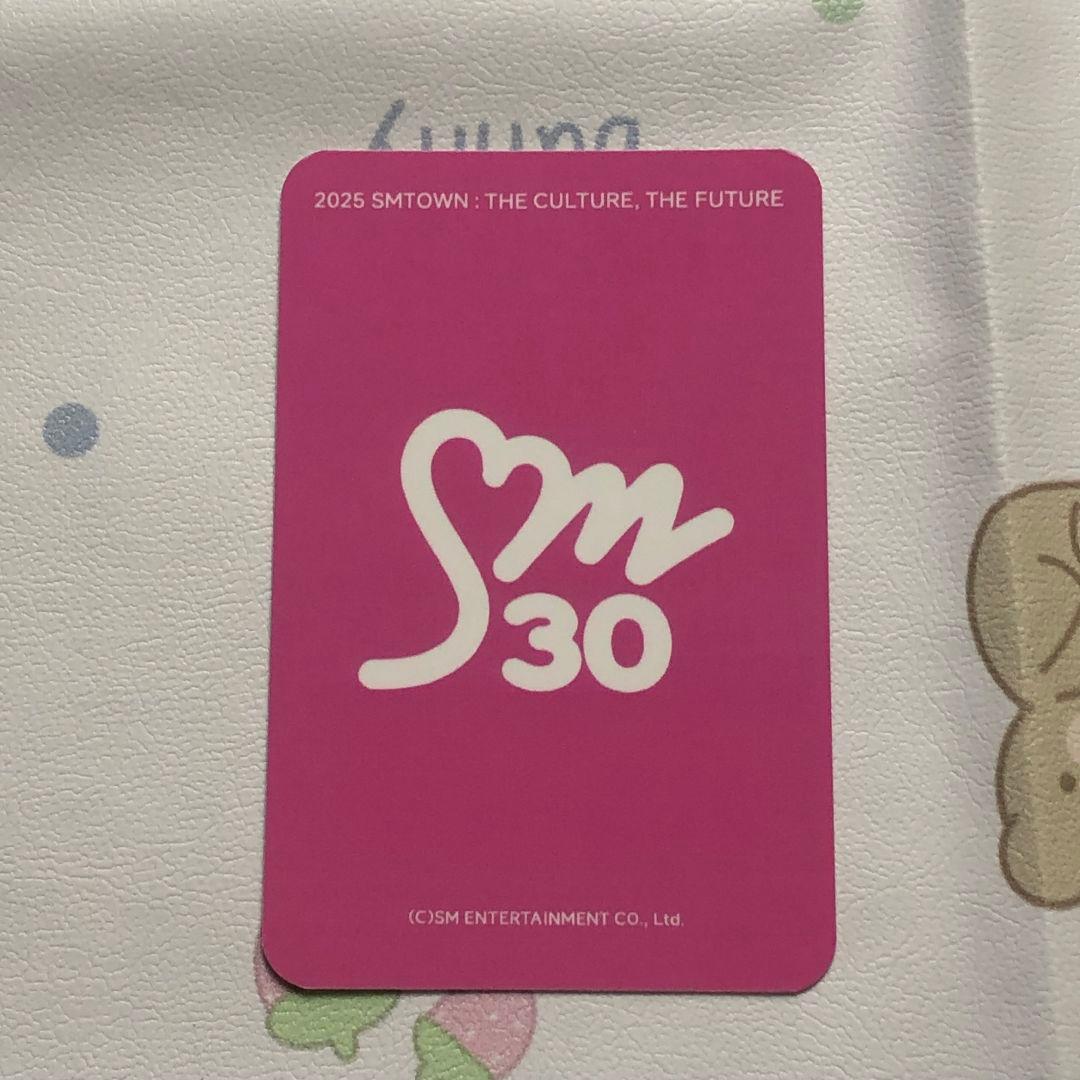 2025 SMTOWN : THE CULTURE, THE FUTURE
Sm
30
(C)SM ENTERTAINMENT CO., Ltd.